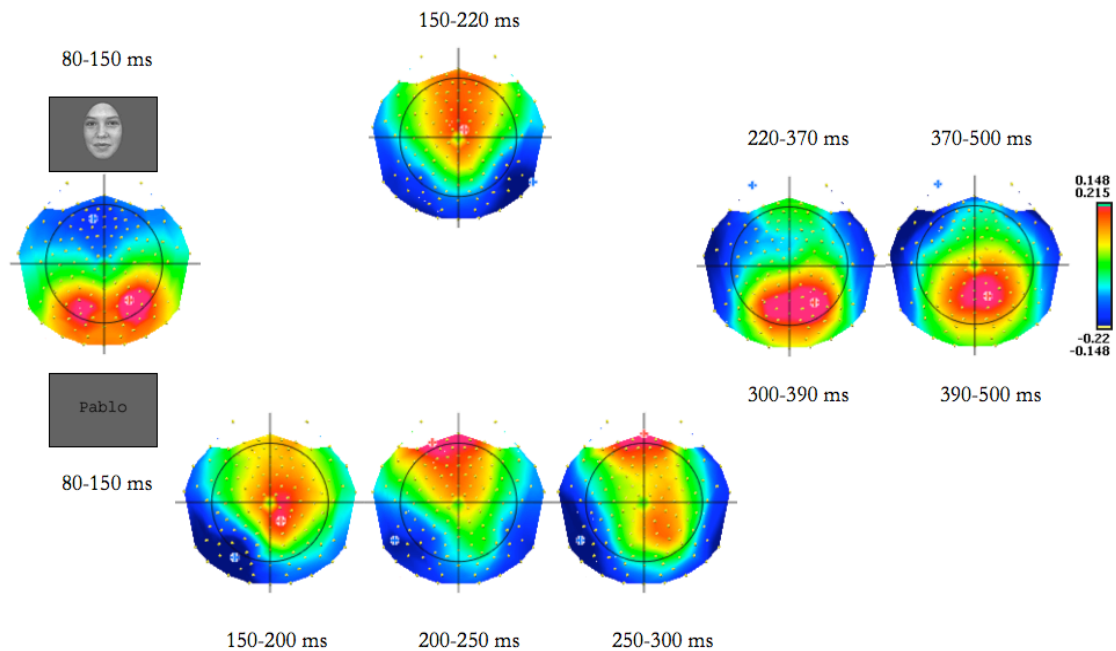 150-220 ms
80-150 ms
220-370 ms
370-500 ms
0.148
0.215
-0.22
-0.148
300-390 ms
390-500 ms
Pablo
80-150 ms
150-200 ms
200-250 ms
250-300 ms